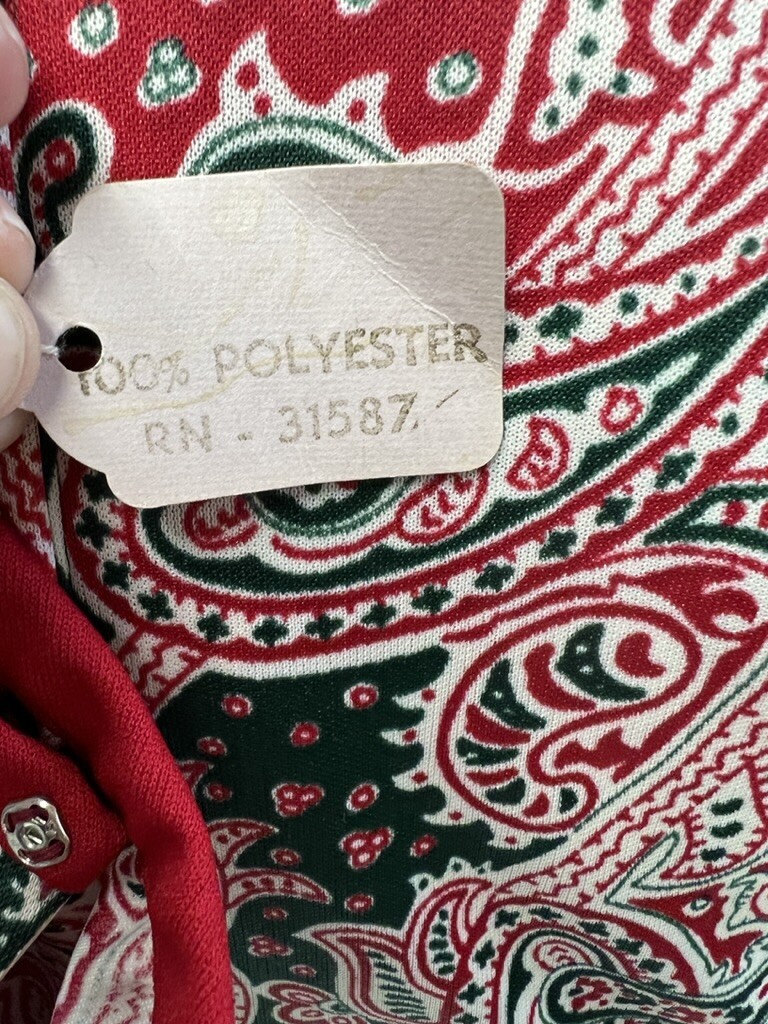 100% POLYESTER
RN - 31587